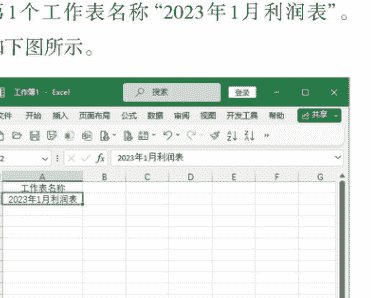 第1个工作表名称“2023年1月利润表”。
如下图所示。
工作簿1 - Excel
搜索
登录
文件 开始 插入 页面布局 公式 数据 审阅 视图 开发工具 帮助 共享
2023年1月利润表
A B C D E F G
工作表名称
2023年1月利润表